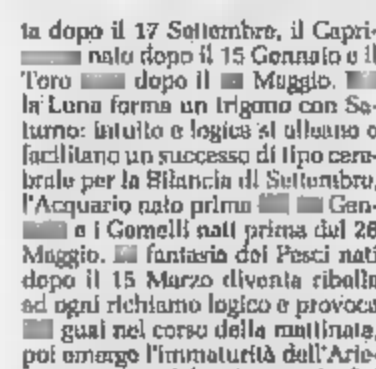 ta dopo il 17 Settembre, il Capri-
nato dopo il 15 Gennaio e il
Toro dopo il Maggio.
la Luna forma un trigono con Sa-
turno: intuito e logica si alleano e
facilitano un successo di tipo cere-
brale per la Bilancia di Settembre,
l'Acquario nato prima Gen-
e i Gemelli nati prima del 28
Maggio. fantasia dei Pesci nati
dopo il 15 Marzo diventa ribelle
ad ogni richiamo logico e provoca
guai nel corso della mattinata,
poi emerge l'immaturità dell'Arie-